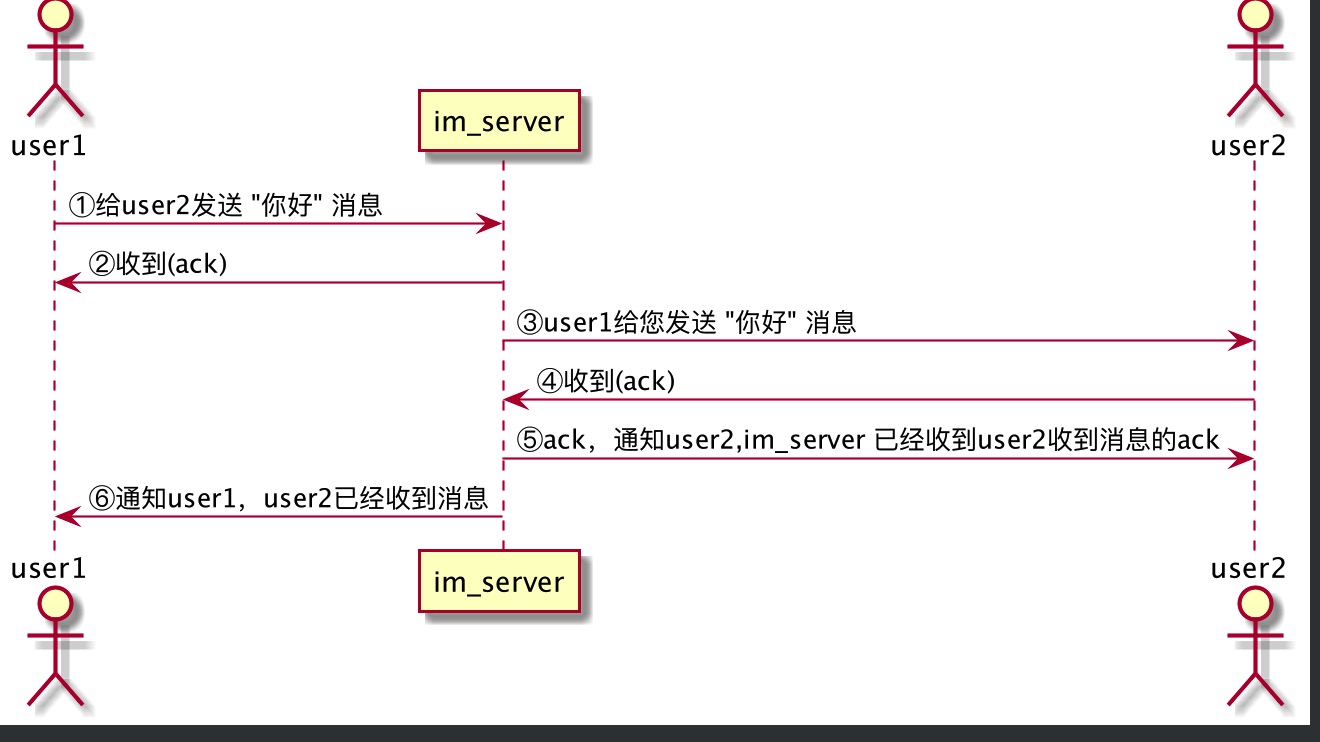 user1
im_server
user2
①给user2发送 "你好" 消息
②收到(ack)
③user1给您发送 "你好" 消息
④收到(ack)
⑤ack，通知user2,im_server 已经收到user2收到消息的ack
⑥通知user1，user2已经收到消息
user1
im_server
user2